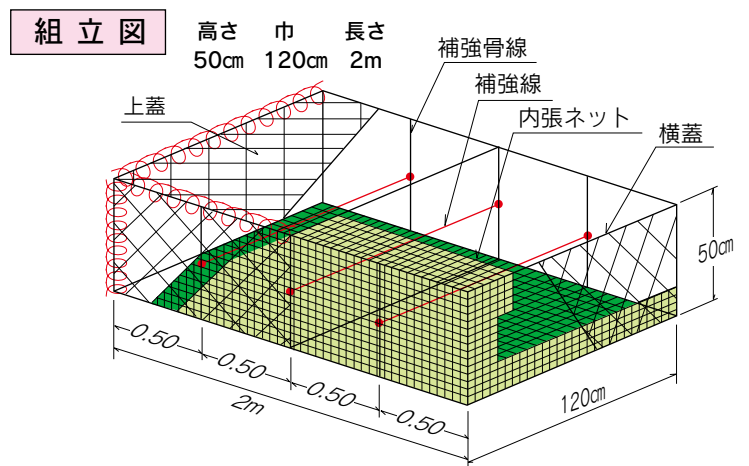 組立図
高さ 巾 長さ
50㎝ 120㎝ 2m
補強骨線
補強線
内張ネット
横蓋
上蓋
50㎝
0.50
0.50
0.50
0.50
2m
120㎝